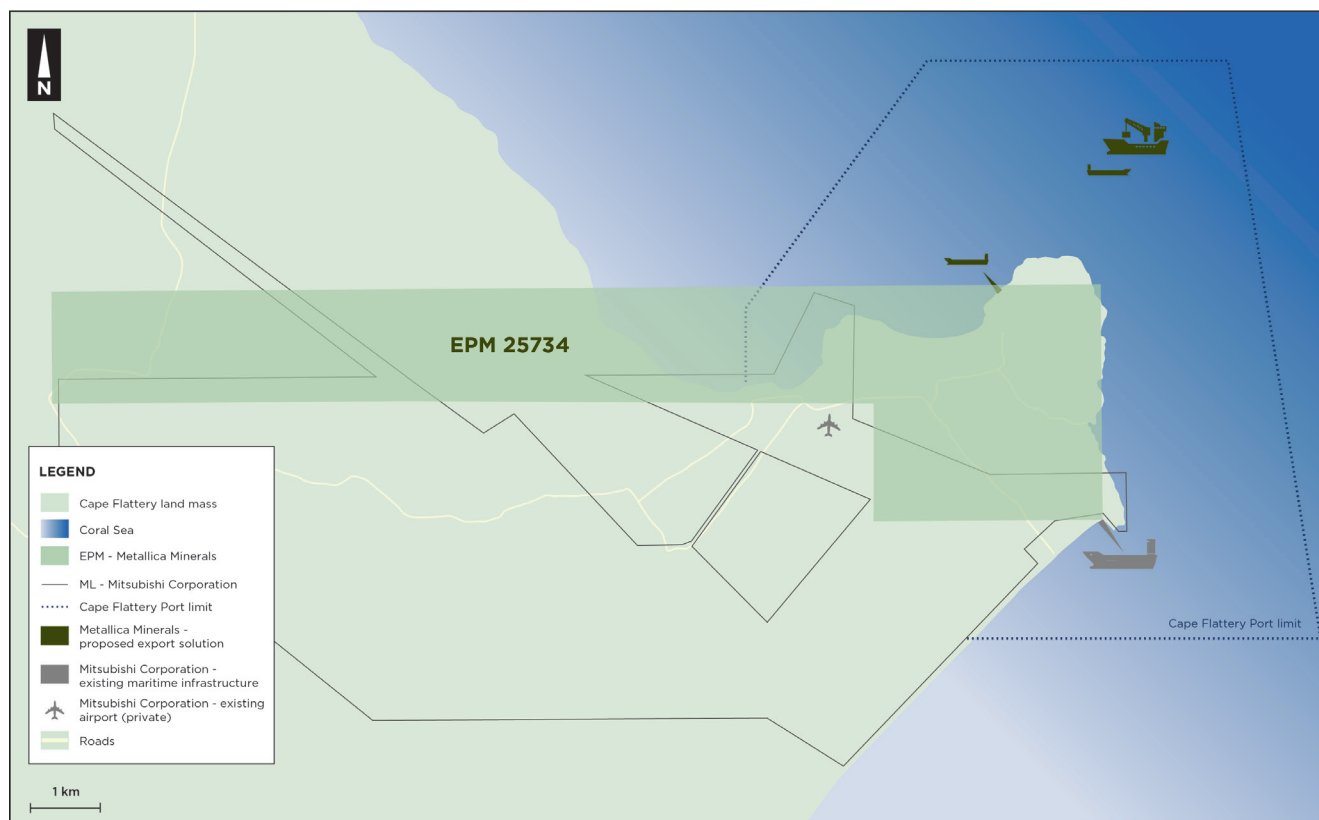 N
EPM 25734
LEGEND
Cape Flattery land mass
Coral Sea
EPM - Metallica Minerals
ML - Mitsubishi Corporation
Cape Flattery Port limit
Metallica Minerals -
proposed export solution
Mitsubishi Corporation -
existing maritime infrastructure
Mitsubishi Corporation - existing
airport (private)
Roads
Cape Flattery Port limit
1 km